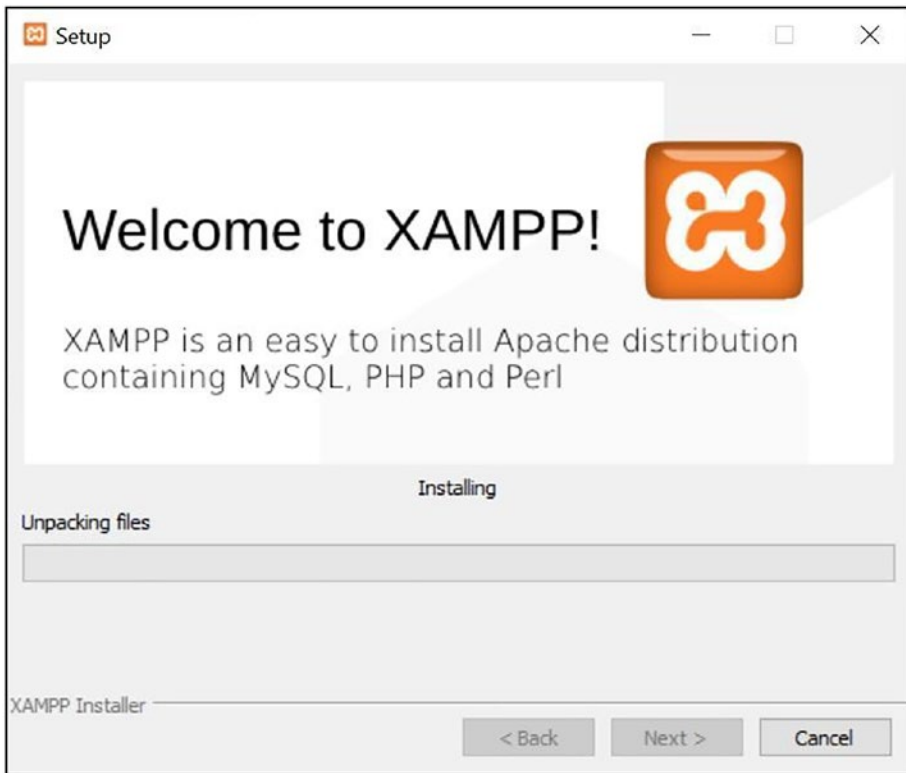 Setup
Welcome to XAMPP!
XAMPP is an easy to install Apache distribution
containing MySQL, PHP and Perl
Installing
Unpacking files
XAMPP Installer
< Back
Next >
Cancel